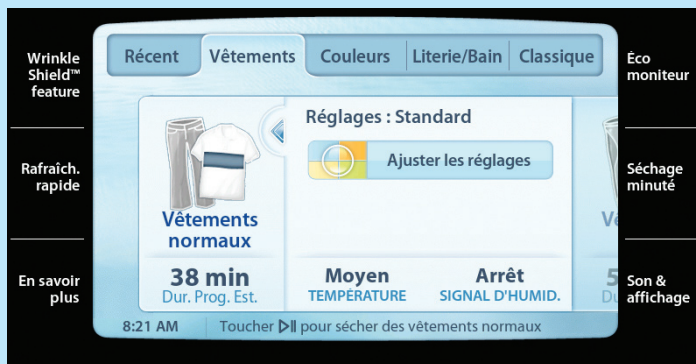 Wrinkle
Shield™
feature
Rafraîch.
rapide
En savoir
plus
Récent
Vêtements
Couleurs
Literie/Bain
Classique
Réglages : Standard
Ajuster les réglages
Vêtements
normaux
38 min
Dur. Prog. Est.
Moyen
TEMPÉRATURE
Arrêt
SIGNAL D'HUMID.
8:21 AM
Toucher ▷II pour sécher des vêtements normaux
Éco
moniteur
Séchage
minuté
Son &
affichage